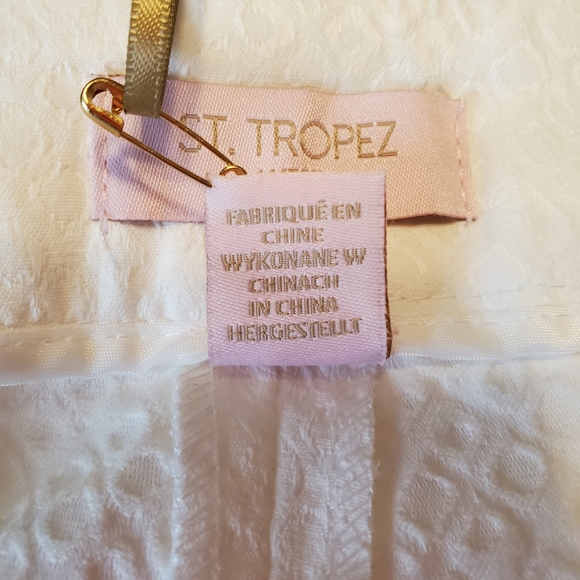 ST. TROPEZ
FABRIQUÉ EN
CHINE
WYKONANE W
CHINACH
IN CHINA
HERGESTELLT